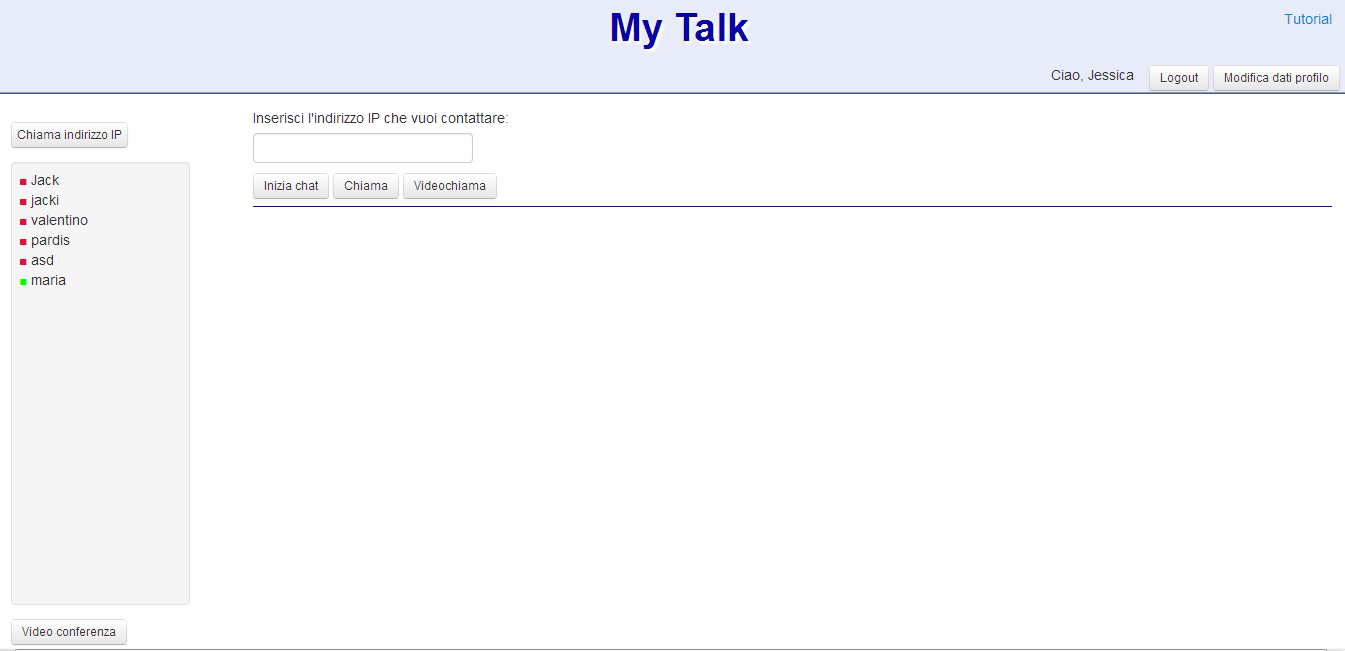 My Talk
Tutorial
Ciao, Jessica
Logout
Modifica dati profilo
Chiama indirizzo IP
Jack
jacki
valentino
pardis
asd
maria
Video conferenza
Inserisci l'indirizzo IP che vuoi contattare:
Inizia chat
Chiama
Videochiama